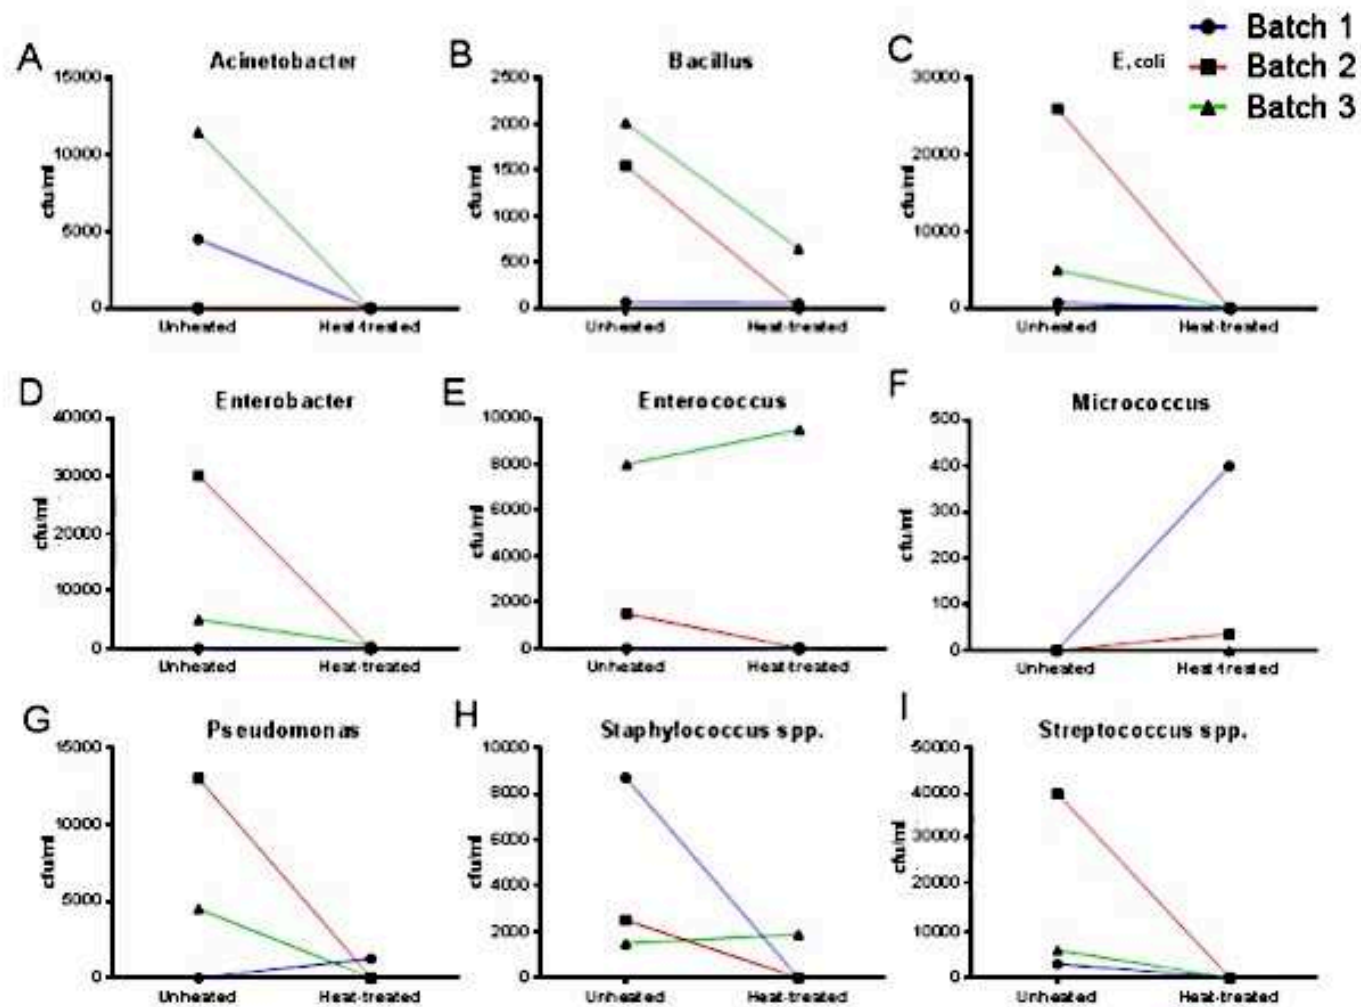 Batch 1
Batch 2
Batch 3
A
Acinetobacter
15000
10000
5000
0
cfu/ml
Unheated
Heat-treated
B
Bacillus
2500
2000
1500
1000
500
0
cfu/ml
Unheated
Heat-treated
C
E. coli
30000
20000
10000
0
cfu/ml
Unheated
Heat-treated
D
Enterobacter
40000
30000
20000
10000
0
cfu/ml
Unheated
Heat-treated
E
Enterococcus
10000
8000
6000
4000
2000
0
cfu/ml
Unheated
Heat-treated
F
Micrococcus
500
400
300
200
100
0
cfu/ml
Unheated
Heat-treated
G
Pseudomonas
15000
10000
5000
0
cfu/ml
Unheated
Heat-treated
H
Staphylococcus spp.
10000
8000
6000
4000
2000
0
cfu/ml
Unheated
Heat-treated
I
Streptococcus spp.
50000
40000
30000
20000
10000
0
cfu/ml
Unheated
Heat-treated